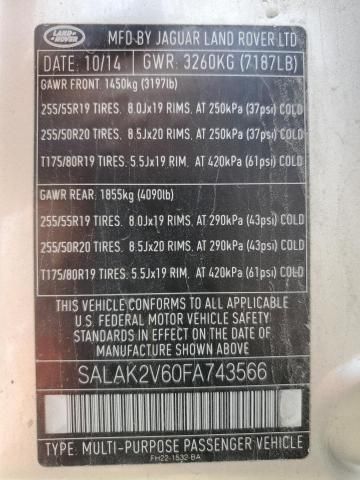 LAND
ROVER
MFD BY JAGUAR LAND ROVER LTD
DATE: 10/14 GWR: 3260KG (7187LB)
GAWR FRONT 1450kg (3197lb)
255/55R19 TIRES. 8.0Jx19 RIMS. AT 250kPa (37psi) COLD
255/50R20 TIRES. 8.5Jx20 RIMS. AT 250kPa (37psi) COLD
T175/80R19 TIRES. 5.5Jx19 RIM. AT 420kPa (61psi) COLD
GAWR REAR: 1855kg (4090lb)
255/55R19 TIRES. 8.0Jx19 RIMS. AT 290kPa (43psi) COLD
255/50R20 TIRES. 8.5Jx20 RIMS. AT 290kPa (43psi) COLD
T175/80R19 TIRES. 5.5Jx19 RIM. AT 420kPa (61psi) COLD
THIS VEHICLE CONFORMS TO ALL APPLICABLE
U.S. FEDERAL MOTOR VEHICLE SAFETY
STANDARDS IN EFFECT ON THE DATE OF
MANUFACTURE SHOWN ABOVE
SALAK2V60FA743566
TYPE: MULTI-PURPOSE PASSENGER VEHICLE
FH22-1532-BA